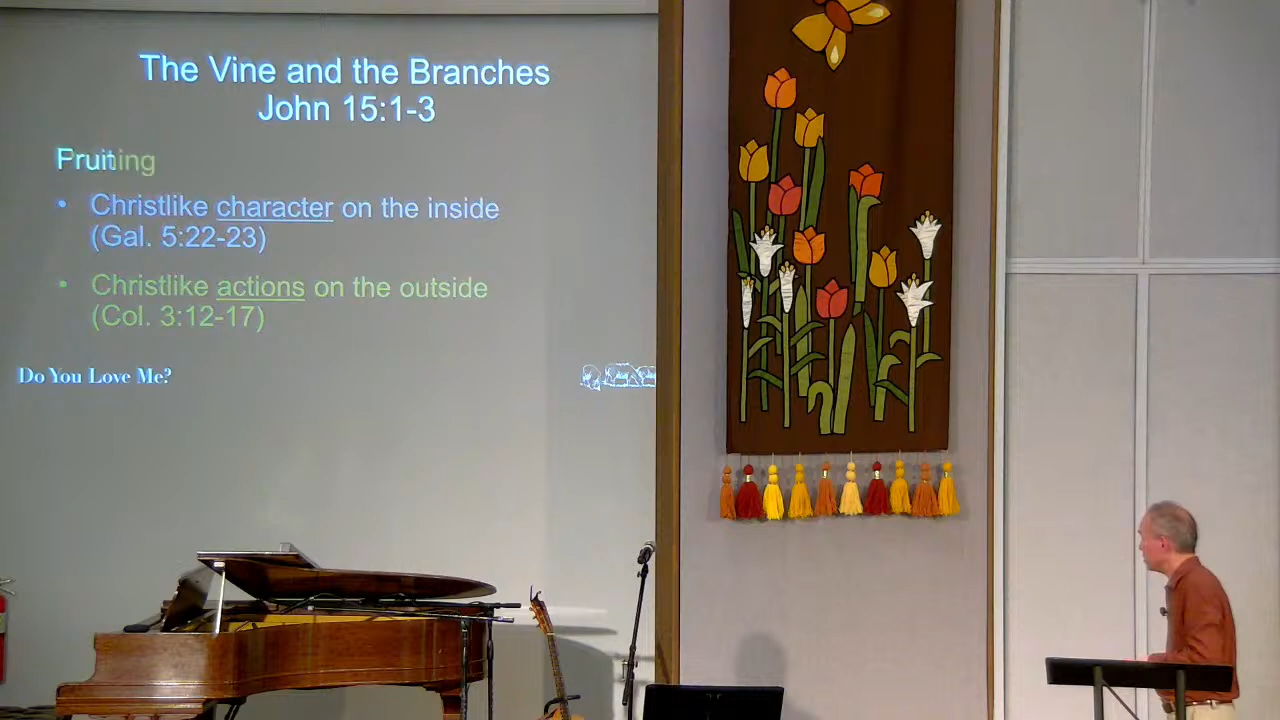 The Vine and the Branches
John 15:1-3
Fruiting
• Christlike character on the inside
(Gal. 5:22-23)
• Christlike actions on the outside
(Col. 3:12-17)
Do You Love Me?